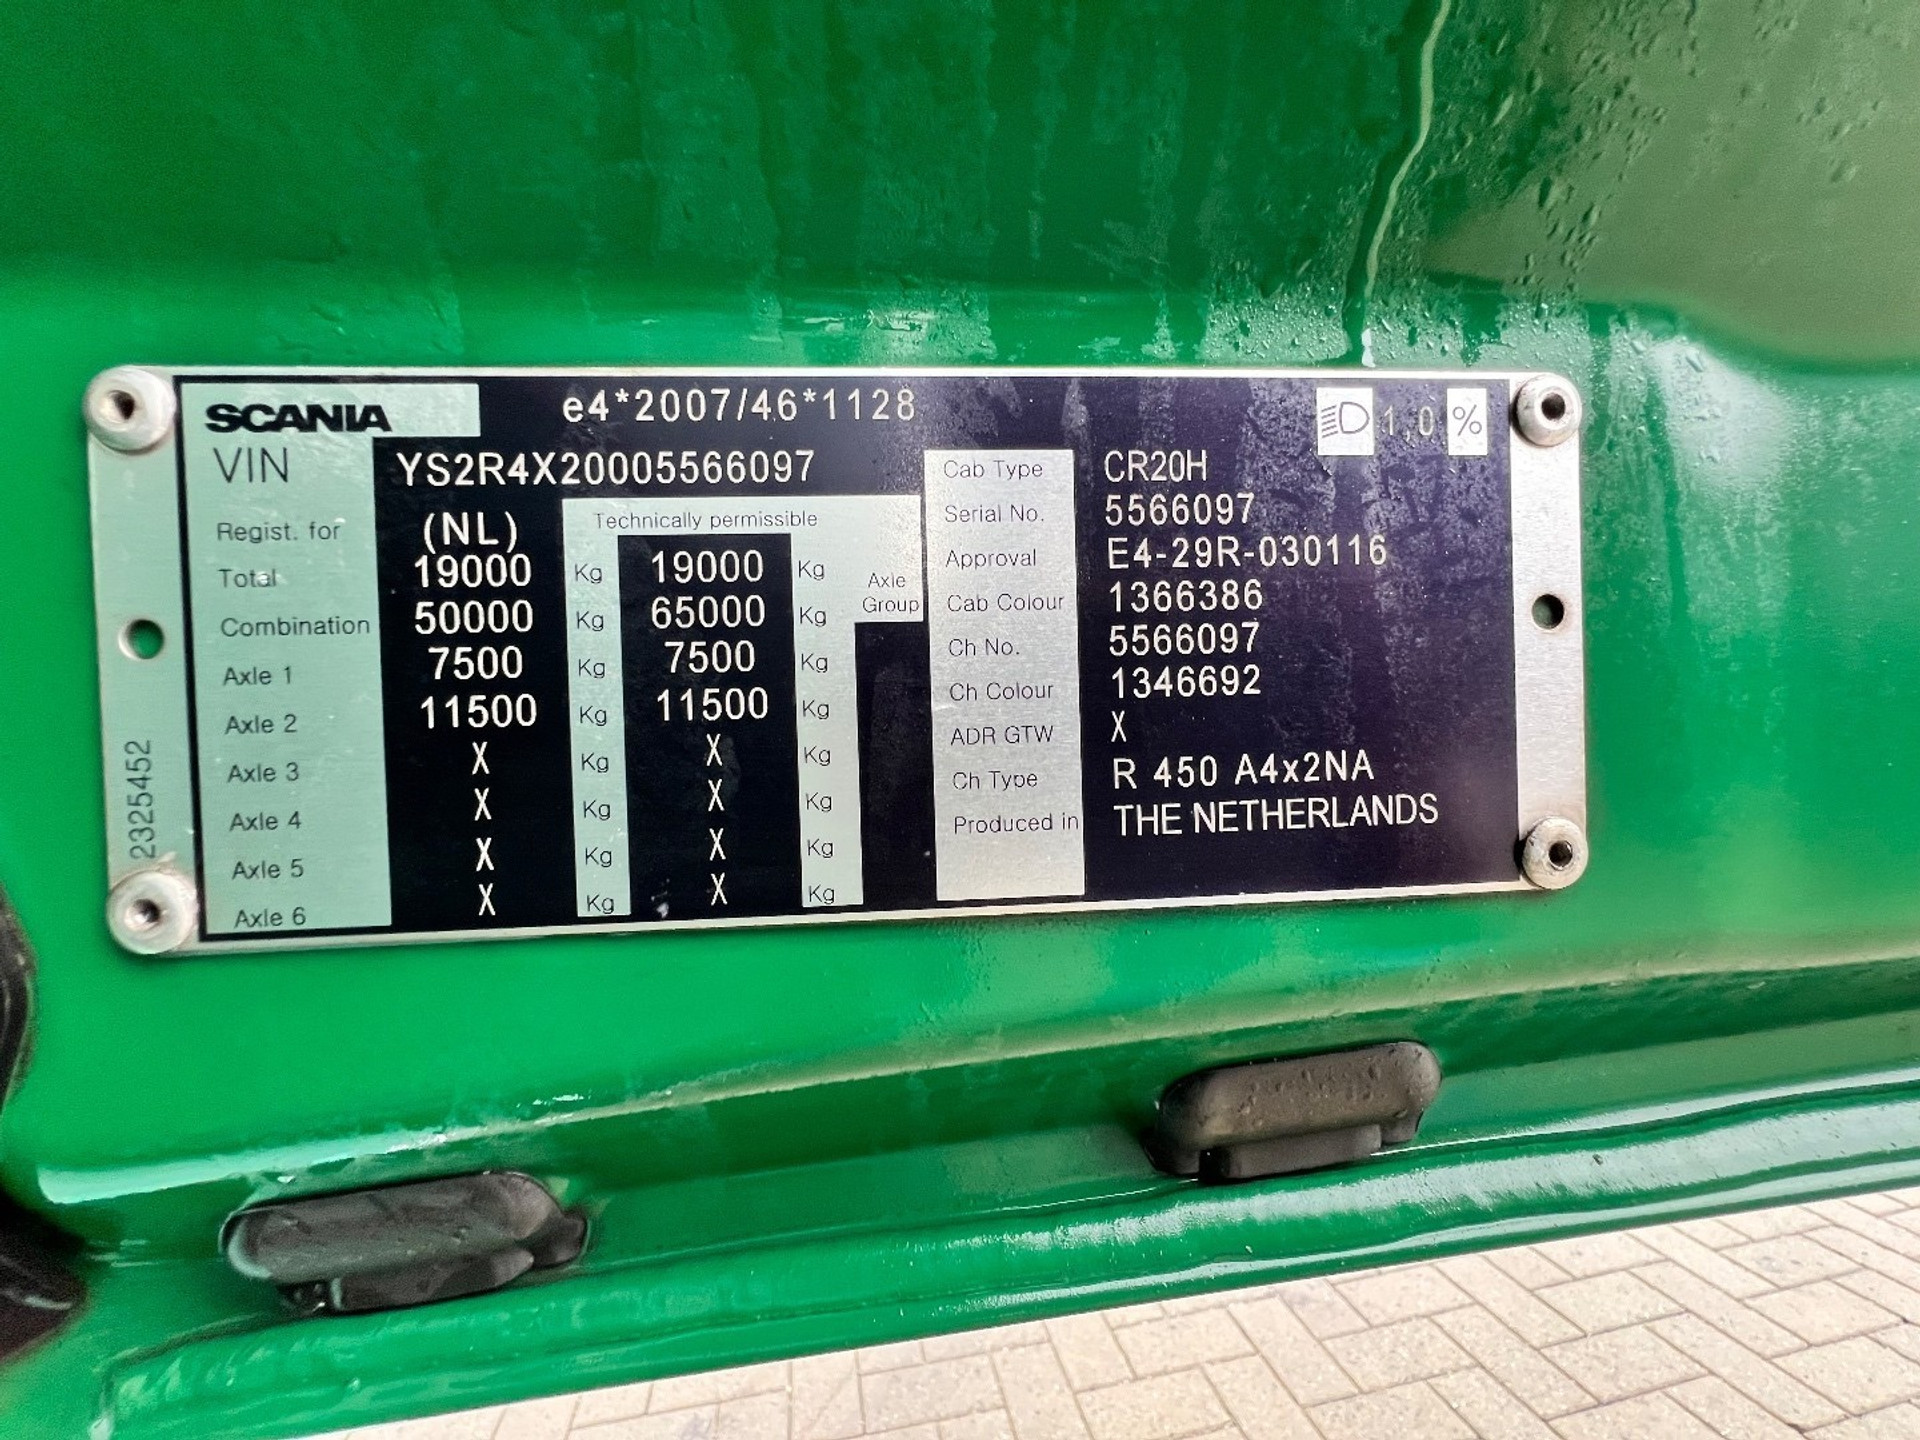 SCANIA e4*2007/46*1128 1,0 %
VIN YS2R4X20005566097
Regist. for (NL) Technically permissible
Total 19000 Kg 19000 Kg Axle Group
Combination 50000 Kg 65000 Kg
Axle 1 7500 Kg 7500 Kg
Axle 2 11500 Kg 11500 Kg
Axle 3 X Kg X Kg
Axle 4 X Kg X Kg
Axle 5 X Kg X Kg
Axle 6 X Kg X Kg
Cab Type CR20H
Serial No. 5566097
Approval E4-29R-030116
Cab Colour 1366386
Ch No. 5566097
Ch Colour 1346692
ADR GTW X
Ch Type R 450 A4x2NA
Produced in THE NETHERLANDS
2325452